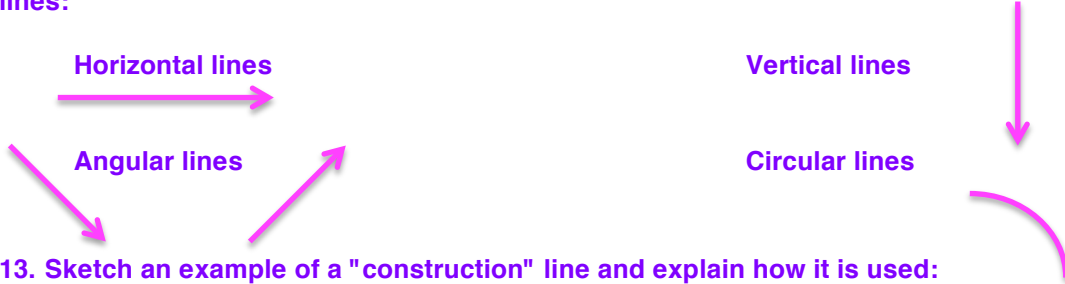 lines:
Horizontal lines
Vertical lines
Angular lines
Circular lines
13. Sketch an example of a "construction" line and explain how it is used: